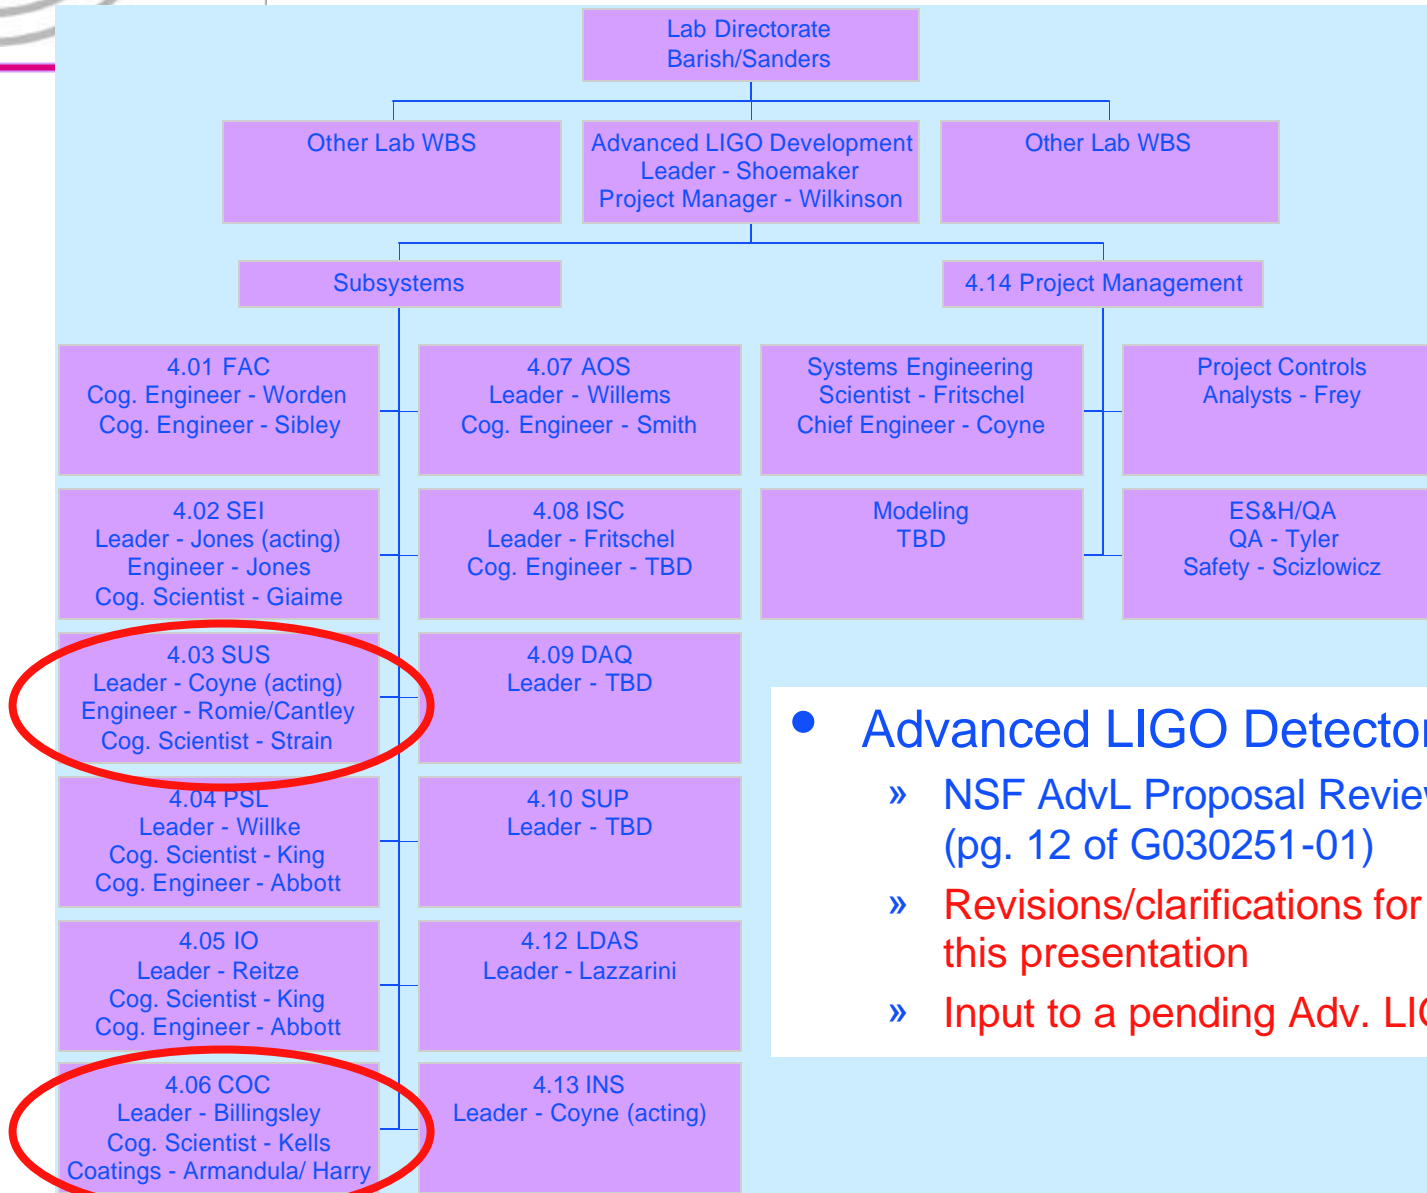 Lab Directorate
Barish/Sanders
Other Lab WBS
Advanced LIGO Development
Leader - Shoemaker
Project Manager - Wilkinson
Other Lab WBS
Subsystems
4.14 Project Management
4.01 FAC
Cog. Engineer - Worden
Cog. Engineer - Sibley
4.07 AOS
Leader - Willems
Cog. Engineer - Smith
Systems Engineering
Scientist - Fritschel
Chief Engineer - Coyne
Project Controls
Analysts - Frey
4.02 SEI
Leader - Jones (acting)
Engineer - Jones
Cog. Scientist - Giaime
4.08 ISC
Leader - Fritschel
Cog. Engineer - TBD
Modeling
TBD
ES&H/QA
QA - Tyler
Safety - Scizlowicz
4.03 SUS
Leader - Coyne (acting)
Engineer - Romie/Cantley
Cog. Scientist - Strain
4.09 DAQ
Leader - TBD
4.04 PSL
Leader - Willke
Cog. Scientist - King
Cog. Engineer - Abbott
4.10 SUP
Leader - TBD
4.05 IO
Leader - Reitze
Cog. Scientist - King
Cog. Engineer - Abbott
4.12 LDAS
Leader - Lazzarini
4.06 COC
Leader - Billingsley
Cog. Scientist - Kells
Coatings - Armandula/ Harry
4.13 INS
Leader - Coyne (acting)
• Advanced LIGO Detector
» NSF AdvL Proposal Review
(pg. 12 of G030251-01)
» Revisions/clarifications for
this presentation
» Input to a pending Adv.